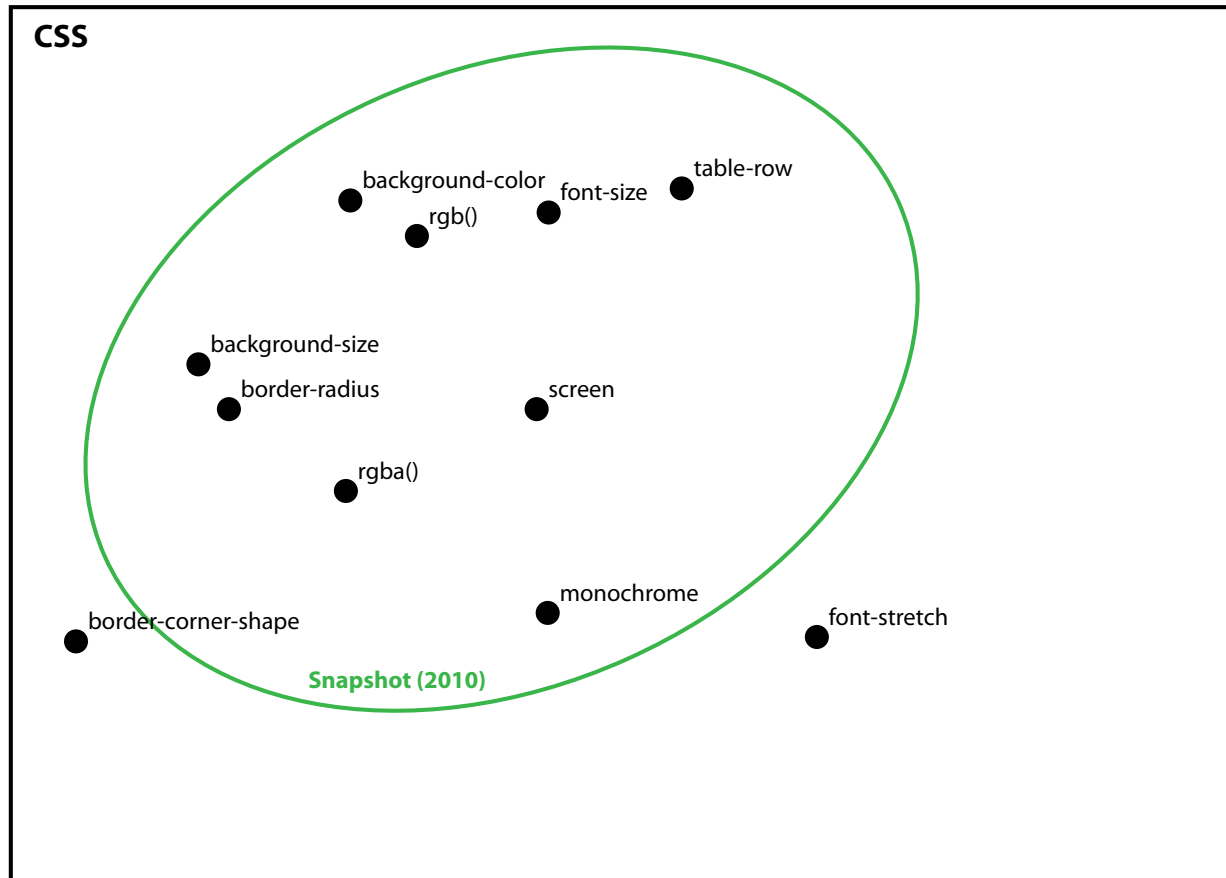 CSS
background-color
font-size
table-row
rgb()
background-size
border-radius
screen
rgba()
monochrome
border-corner-shape
font-stretch
Snapshot (2010)